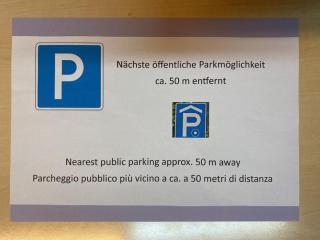 P
Nächste öffentliche Parkmöglichkeit
ca. 50 m entfernt
P
Nearest public parking approx. 50 m away
Parcheggio pubblico più vicino a ca. a 50 metri di distanza